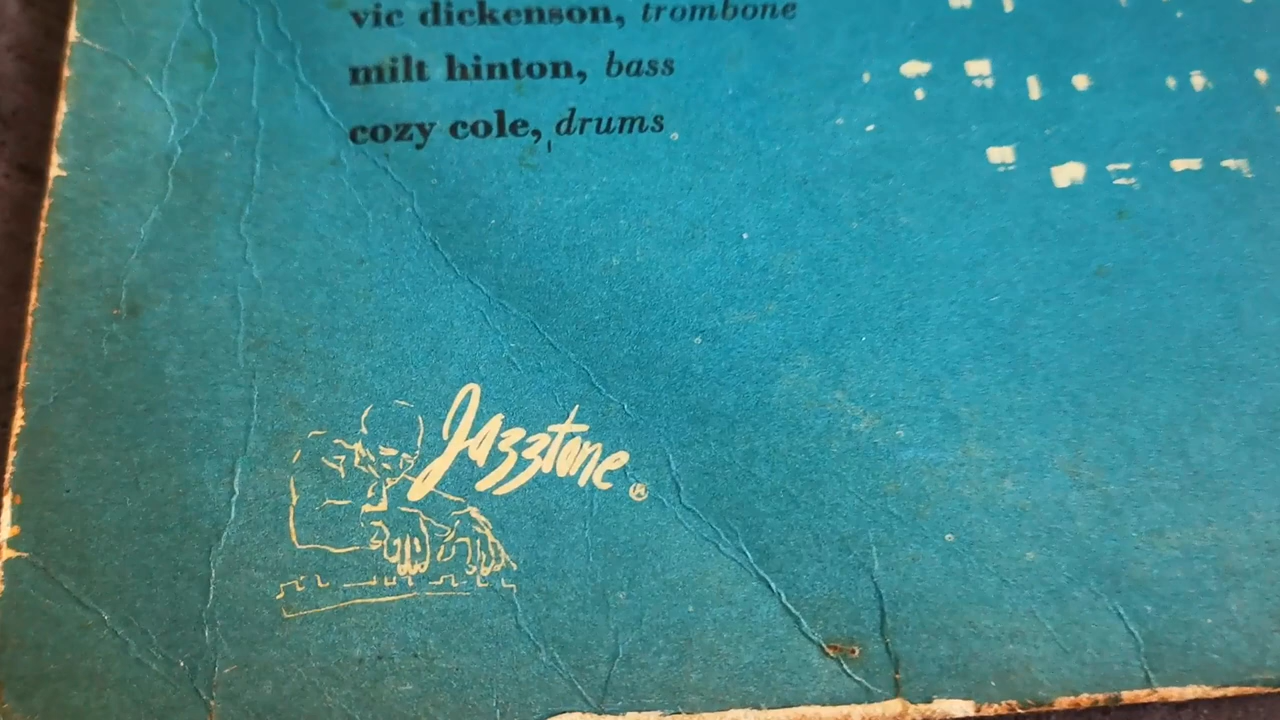 vic dickenson, trombone
milt hinton, bass
cozy cole, drums
Jazztone ®